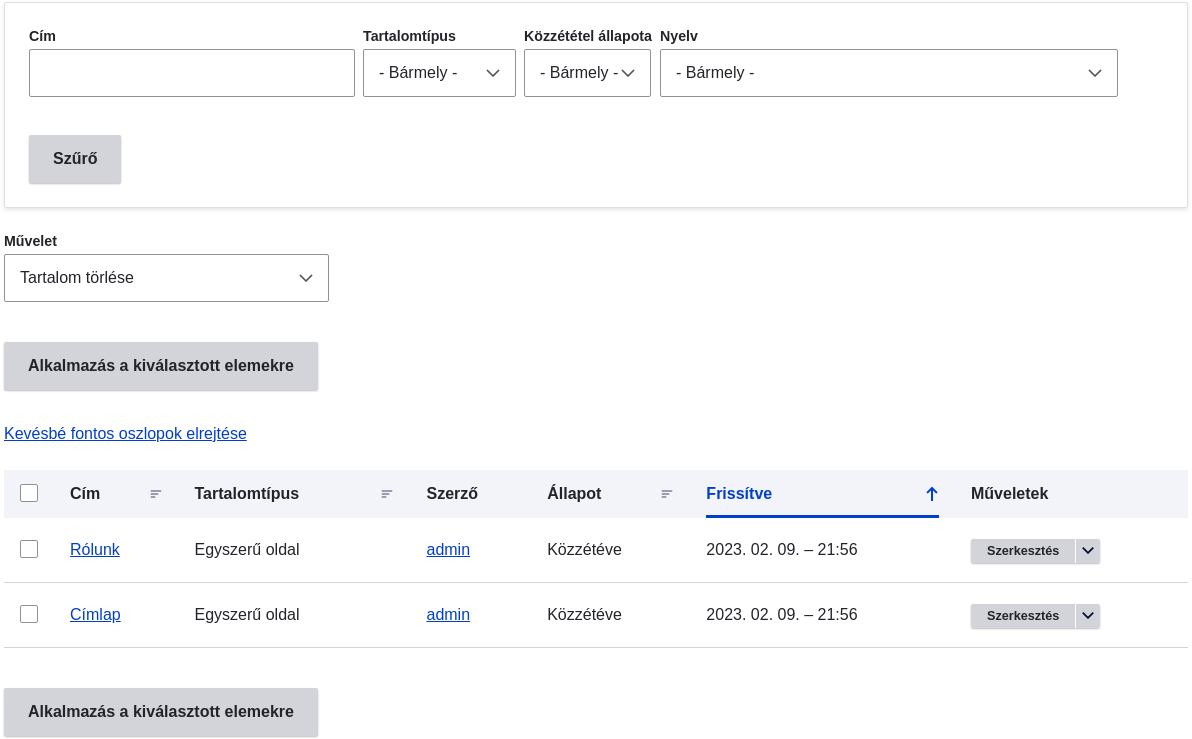 Cím Tartalomtípus Közzététel állapota Nyelv
- Bármely - - Bármely - - Bármely -
Szűrő
Művelet
Tartalom törlése
Alkalmazás a kiválasztott elemekre
Kevésbé fontos oszlopok elrejtése
Cím Tartalomtípus Szerző Állapot Frissítve Műveletek
Rólunk Egyszerű oldal admin Közzétéve 2023. 02. 09. – 21:56 Szerkesztés
Címlap Egyszerű oldal admin Közzétéve 2023. 02. 09. – 21:56 Szerkesztés
Alkalmazás a kiválasztott elemekre